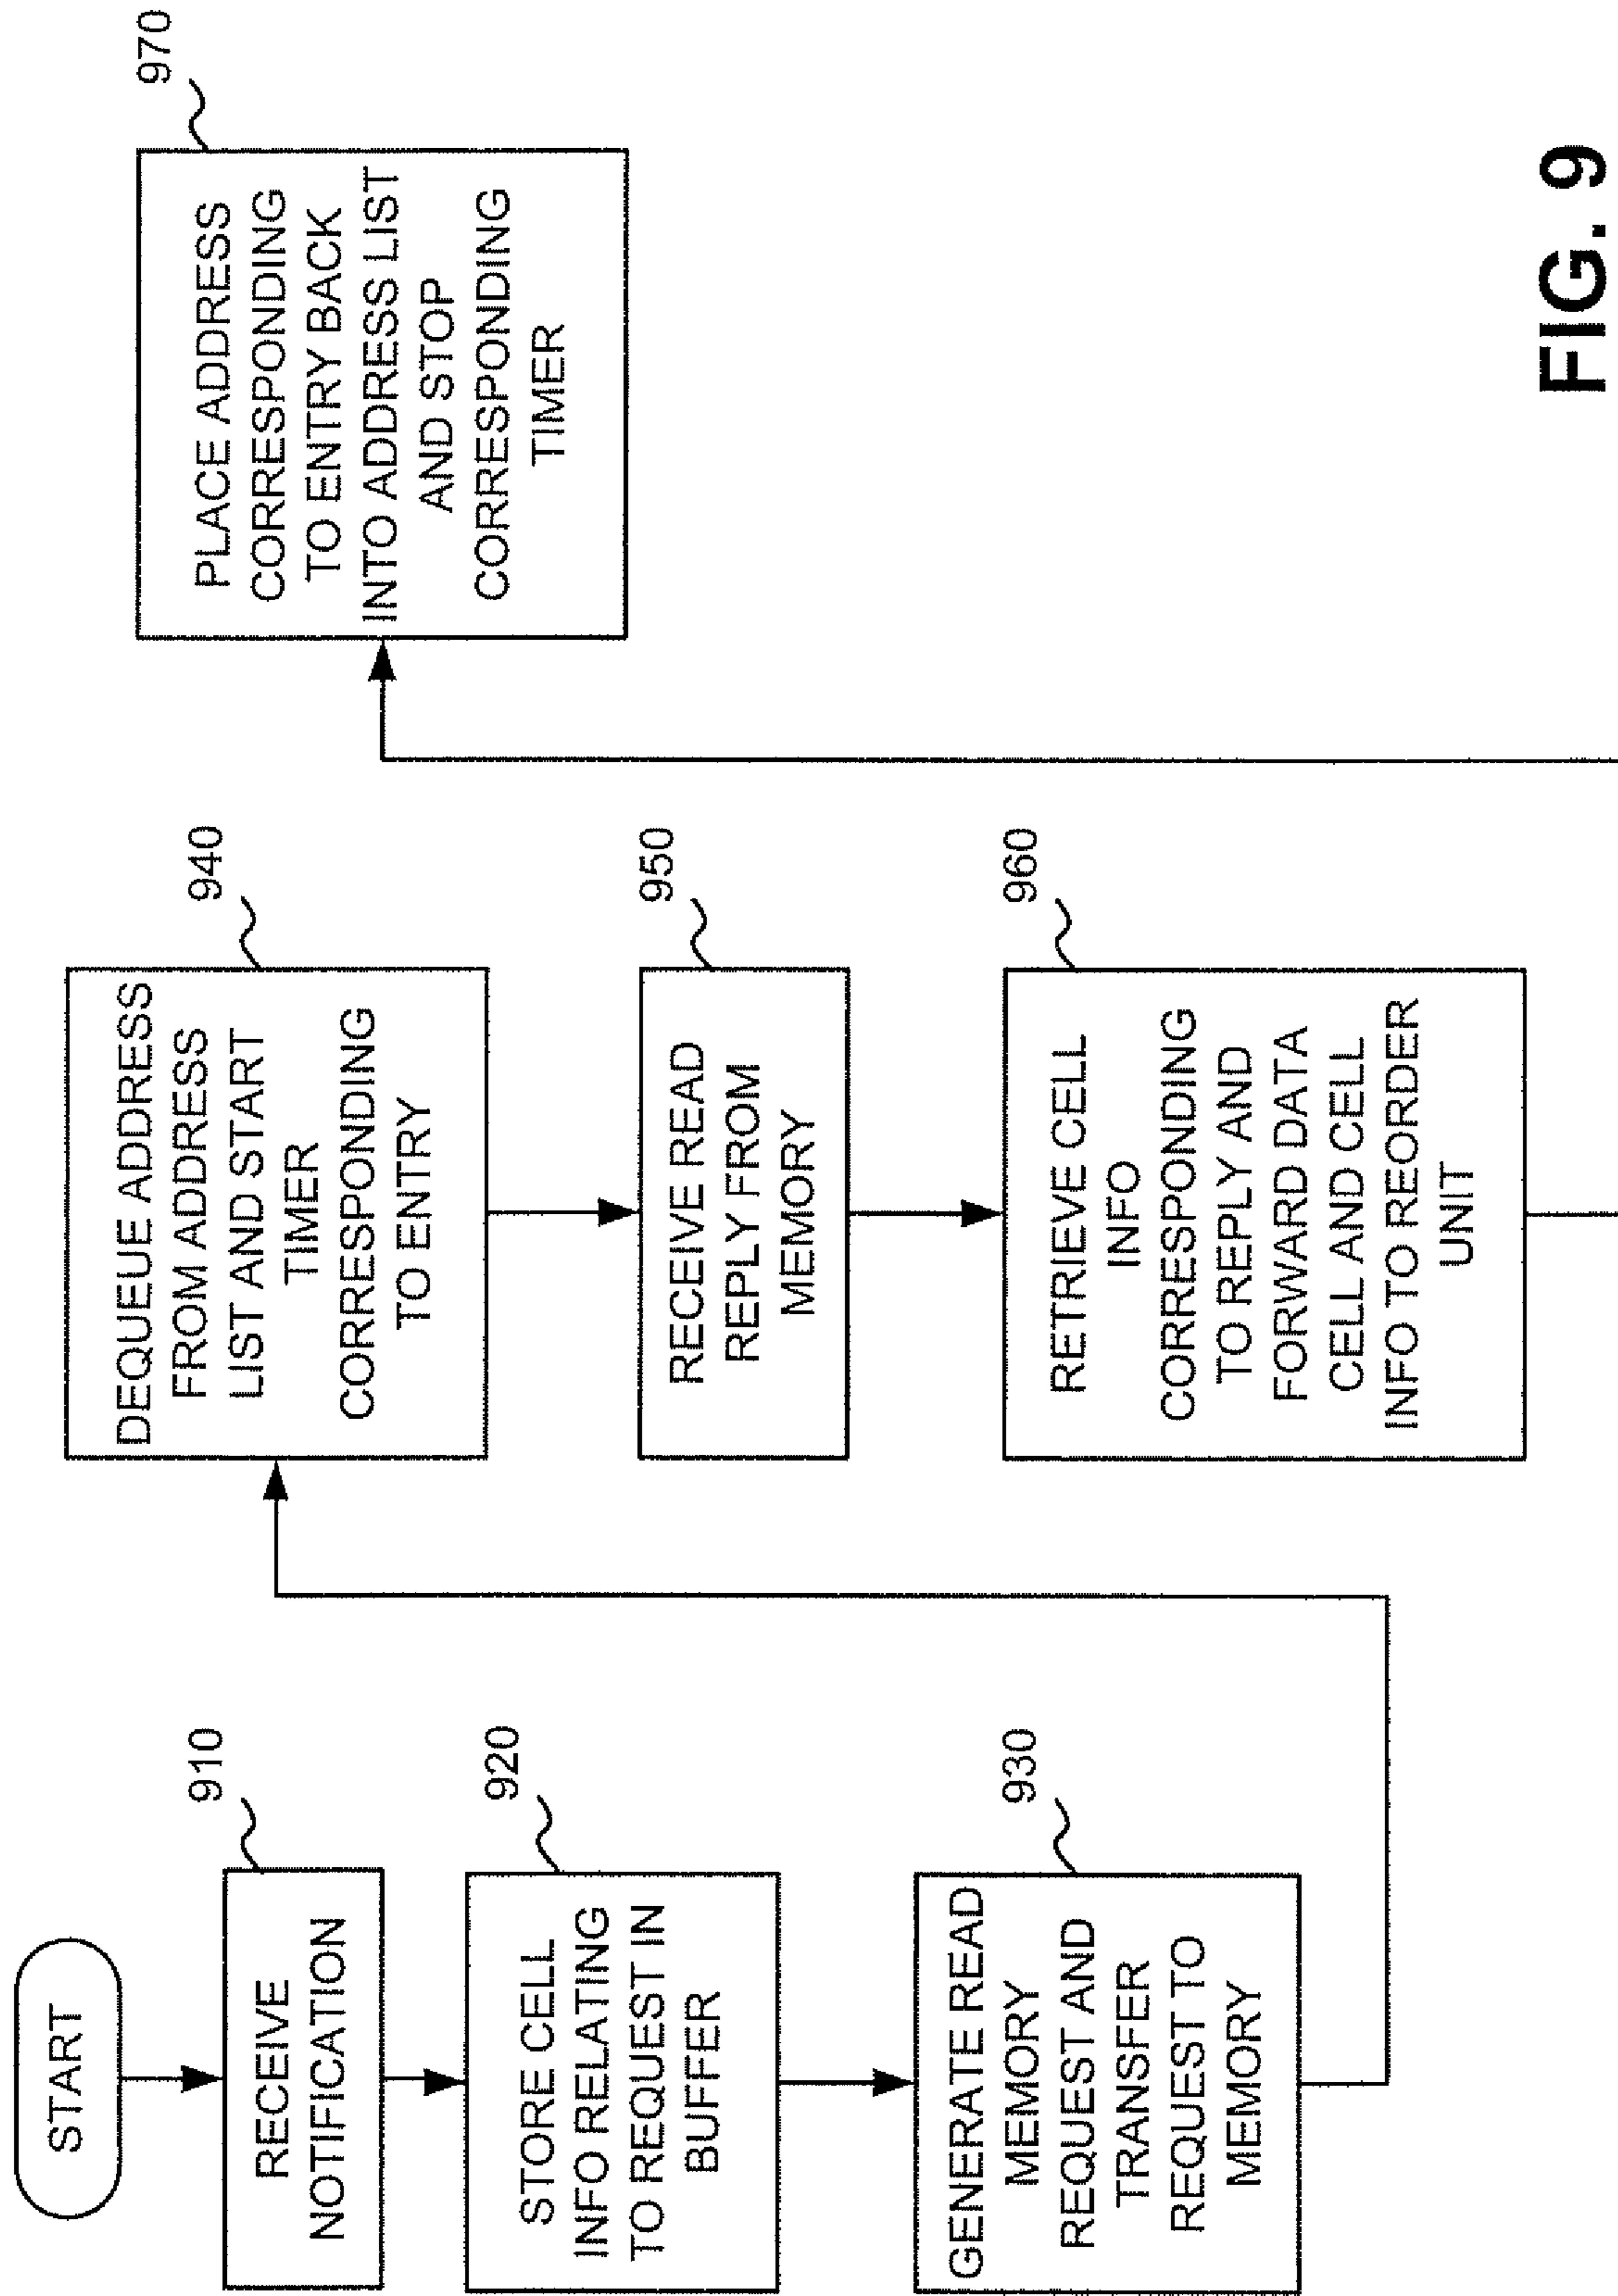 START
910
RECEIVE
NOTIFICATION
920
STORE CELL
INFO RELATING
TO REQUEST IN
BUFFER
930
GENERATE READ
MEMORY
REQUEST AND
TRANSFER
REQUEST TO
MEMORY
940
DEQUEUE ADDRESS
FROM ADDRESS
LIST AND START
TIMER
CORRESPONDING
TO ENTRY
950
RECEIVE READ
REPLY FROM
MEMORY
960
RETRIEVE CELL
INFO
CORRESPONDING
TO REPLY AND
FORWARD DATA
CELL AND CELL
INFO TO REORDER
UNIT
970
PLACE ADDRESS
CORRESPONDING
TO ENTRY BACK
INTO ADDRESS LIST
AND STOP
CORRESPONDING
TIMER
FIG. 9